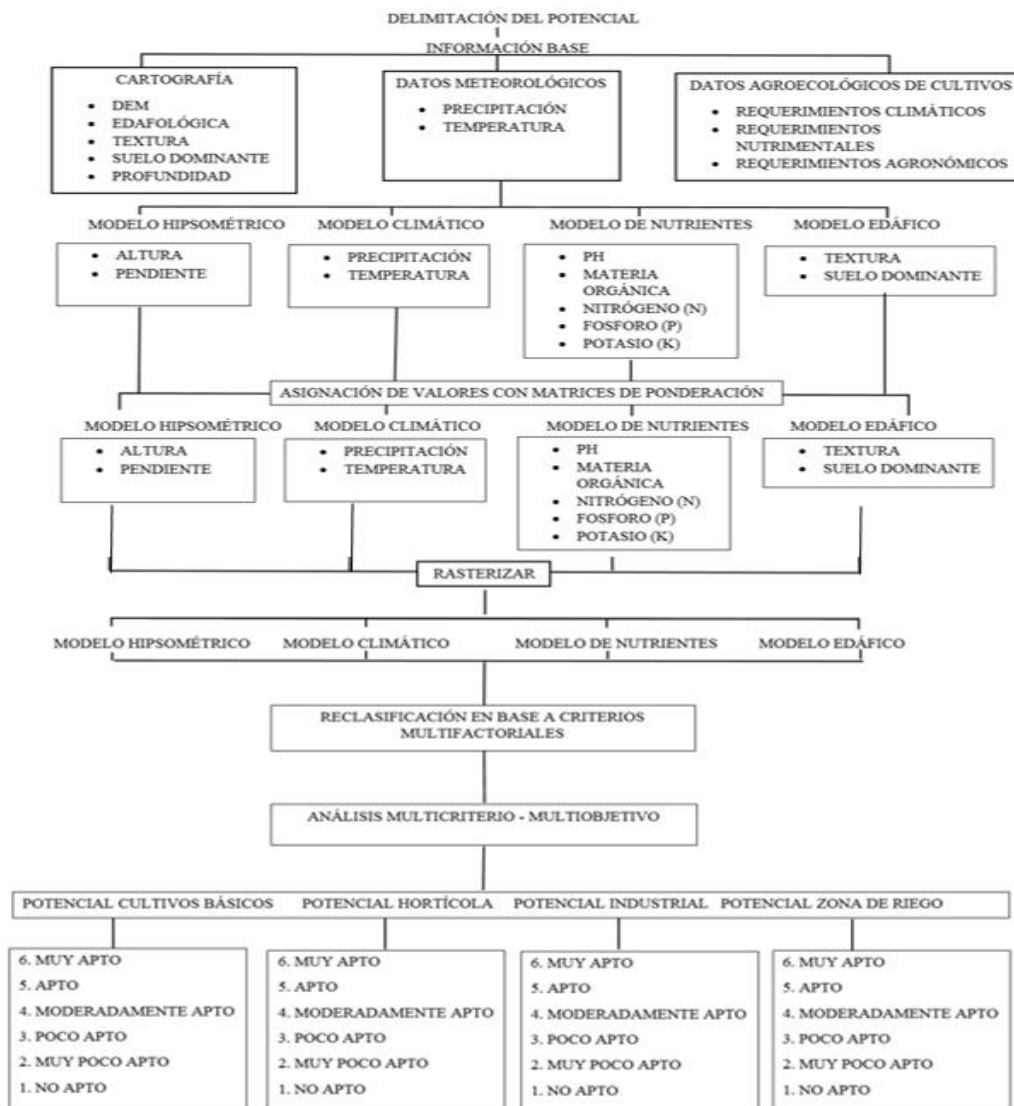 DELIMITACIÓN DEL POTENCIAL
INFORMACIÓN BASE
CARTOGRAFÍA
• DEM
• EDAFOLÓGICA
• TEXTURA
• SUELO DOMINANTE
• PROFUNDIDAD
DATOS METEOROLÓGICOS
• PRECIPITACIÓN
• TEMPERATURA
DATOS AGROECOLÓGICOS DE CULTIVOS
• REQUERIMIENTOS CLIMÁTICOS
• REQUERIMIENTOS
NUTRIMENTALES
• REQUERIMIENTOS AGRONÓMICOS
MODELO HIPSOMÉTRICO
• ALTURA
• PENDIENTE
MODELO CLIMÁTICO
• PRECIPITACIÓN
• TEMPERATURA
MODELO DE NUTRIENTES
• PH
• MATERIA
ORGÁNICA
• NITRÓGENO (N)
• FOSFORO (P)
• POTASIO (K)
MODELO EDÁFICO
• TEXTURA
• SUELO DOMINANTE
ASIGNACIÓN DE VALORES CON MATRICES DE PONDERACIÓN
MODELO HIPSOMÉTRICO
• ALTURA
• PENDIENTE
MODELO CLIMÁTICO
• PRECIPITACIÓN
• TEMPERATURA
MODELO DE NUTRIENTES
• PH
• MATERIA
ORGÁNICA
• NITRÓGENO (N)
• FOSFORO (P)
• POTASIO (K)
MODELO EDÁFICO
• TEXTURA
• SUELO DOMINANTE
RASTERIZAR
MODELO HIPSOMÉTRICO
MODELO CLIMÁTICO
MODELO DE NUTRIENTES
MODELO EDÁFICO
RECLASIFICACIÓN EN BASE A CRITERIOS
MULTIFACTORIALES
ANÁLISIS MULTICRITERIO - MULTIOBJETIVO
POTENCIAL CULTIVOS BÁSICOS
POTENCIAL HORTÍCOLA
POTENCIAL INDUSTRIAL
POTENCIAL ZONA DE RIEGO
6. MUY APTO
5. APTO
4. MODERADAMENTE APTO
3. POCO APTO
2. MUY POCO APTO
1. NO APTO
6. MUY APTO
5. APTO
4. MODERADAMENTE APTO
3. POCO APTO
2. MUY POCO APTO
1. NO APTO
6. MUY APTO
5. APTO
4. MODERADAMENTE APTO
3. POCO APTO
2. MUY POCO APTO
1. NO APTO
6. MUY APTO
5. APTO
4. MODERADAMENTE APTO
3. POCO APTO
2. MUY POCO APTO
1. NO APTO